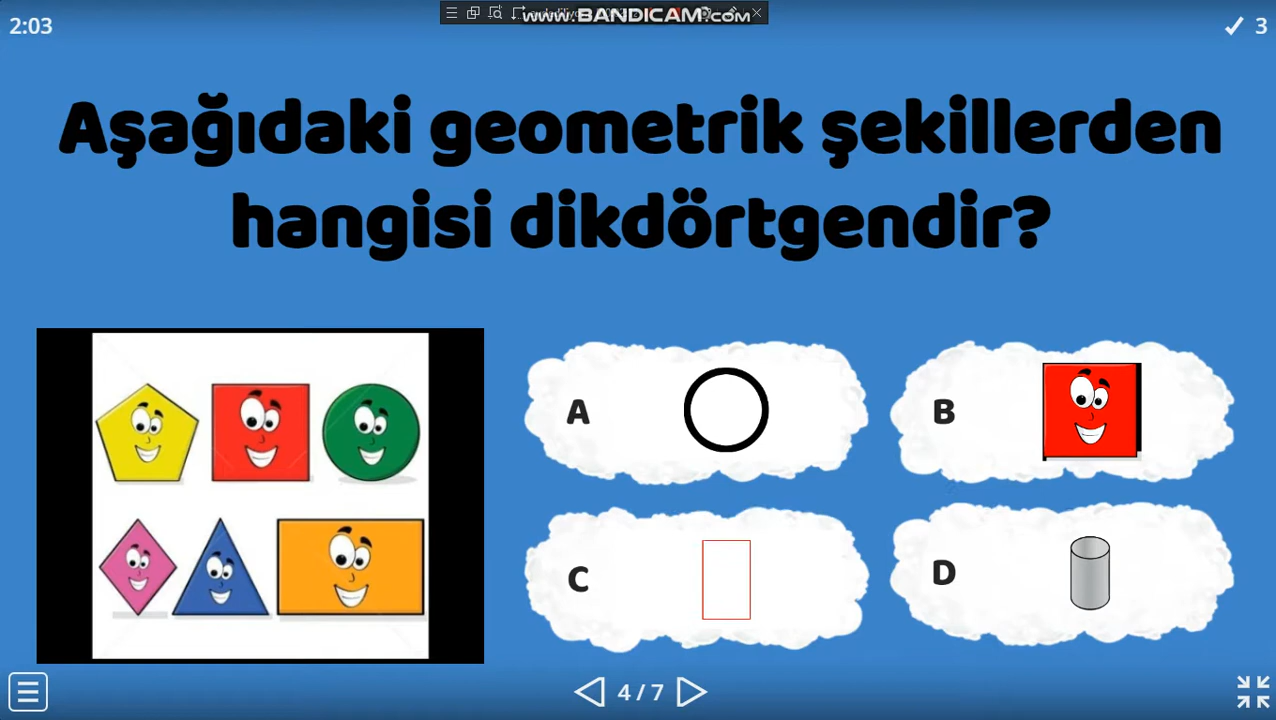 www.BANDICAM.com
2:03
3
Aşağıdaki geometrik şekillerden
hangisi dikdörtgendir?
A
B
C
D
4 / 7